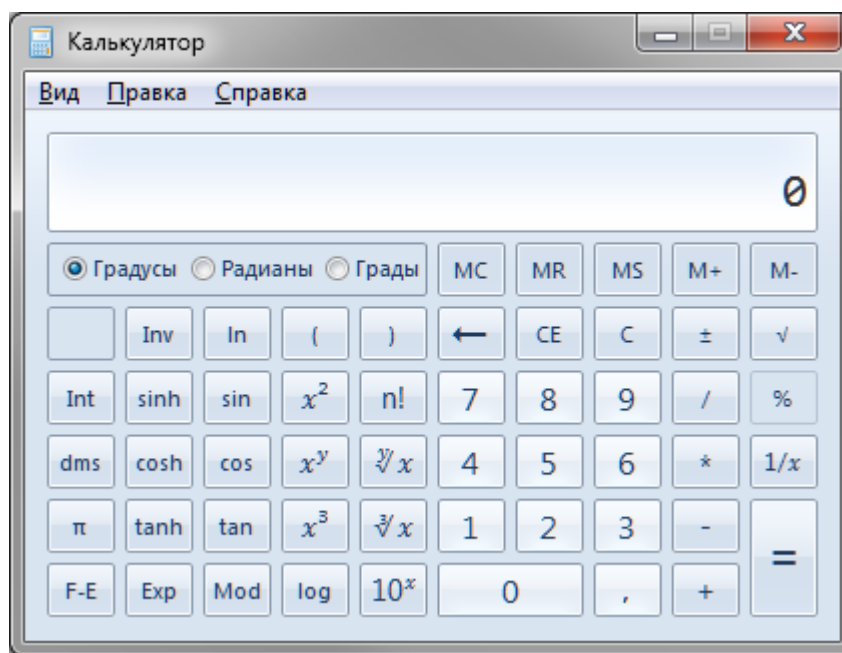 Калькулятор
Вид Правка Справка
0
Градусы Радианы Грады MC MR MS M+ M-
Inv ln ( ) ← CE C ± √
Int sinh sin x² n! 7 8 9 / %
dms cosh cos xʸ ʸ√x 4 5 6 * 1/x
π tanh tan x³ ³√x 1 2 3 - =
F-E Exp Mod log 10ˣ 0 , +